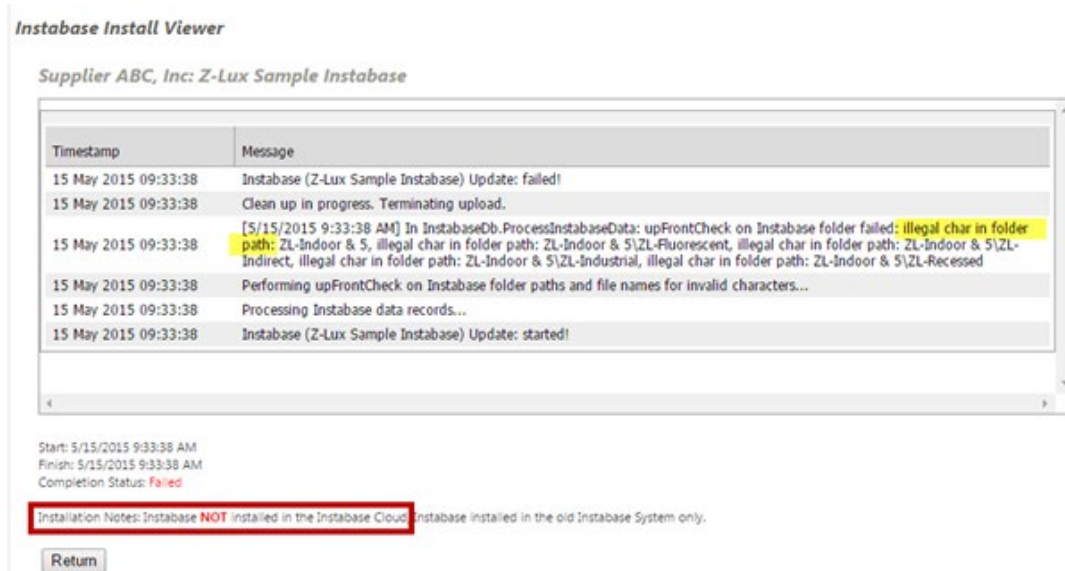 Instabase Install Viewer
Supplier ABC, Inc: Z-Lux Sample Instabase
Timestamp Message
15 May 2015 09:33:38 Instabase (Z-Lux Sample Instabase) Update: failed!
15 May 2015 09:33:38 Clean up in progress. Terminating upload.
[5/15/2015 9:33:38 AM] In InstabaseDb.ProcessInstabaseData: upFrontCheck on Instabase folder failed: illegal char in folder
15 May 2015 09:33:38 path: ZL-Indoor & 5, illegal char in folder path: ZL-Indoor & 5\ZL-Fluorescent, illegal char in folder path: ZL-Indoor & 5\ZL-
Indirect, illegal char in folder path: ZL-Indoor & 5\ZL-Industrial, illegal char in folder path: ZL-Indoor & 5\ZL-Recessed
15 May 2015 09:33:38 Performing upFrontCheck on Instabase folder paths and file names for invalid characters...
15 May 2015 09:33:38 Processing Instabase data records...
15 May 2015 09:33:38 Instabase (Z-Lux Sample Instabase) Update: started!
Start: 5/15/2015 9:33:38 AM
Finish: 5/15/2015 9:33:38 AM
Completion Status: Failed
Installation Notes: Instabase NOT installed in the Instabase Cloud. Instabase installed in the old Instabase System only.
Return